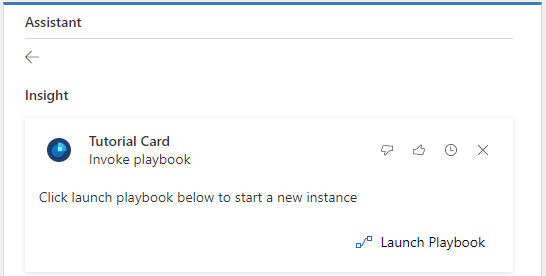 Assistant
Insight
Tutorial Card
Invoke playbook
Click launch playbook below to start a new instance
Launch Playbook